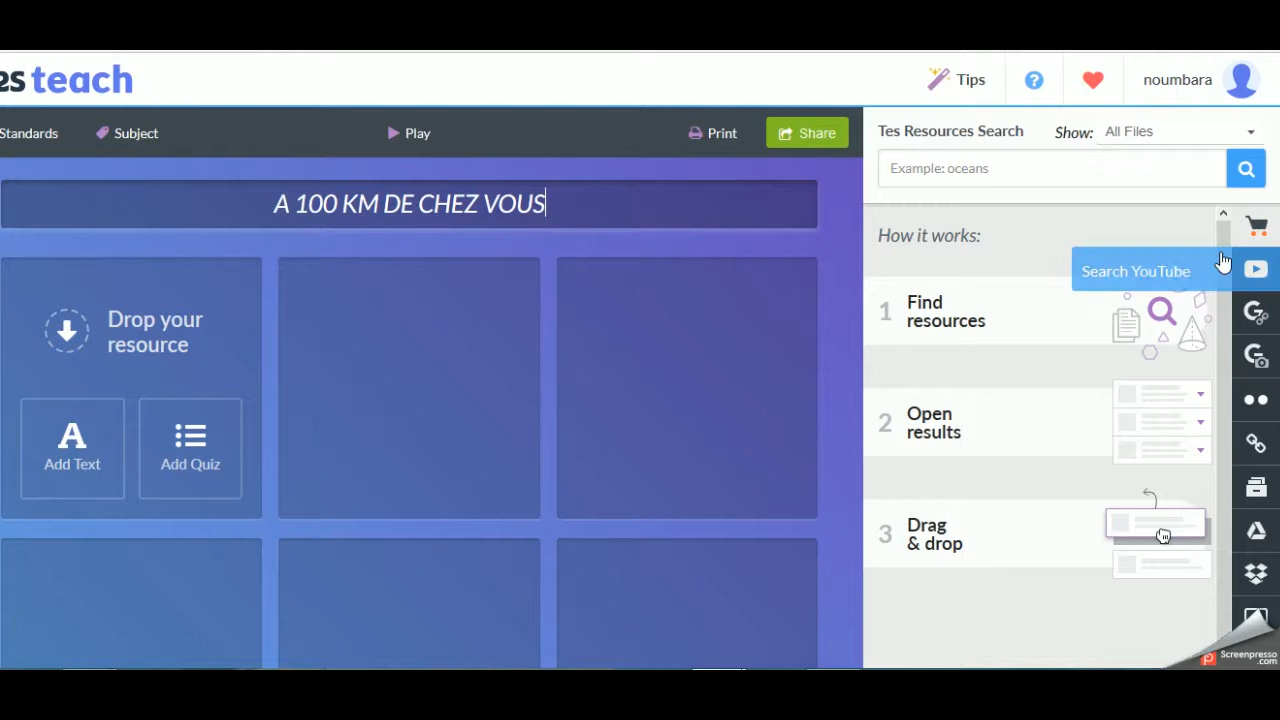 es teach
Tips
?
noumbara
Standards
Subject
Play
Print
Share
A 100 KM DE CHEZ VOUS
Drop your
resource
A
Add Text
Add Quiz
Tes Resources Search
Show:
All Files
Example: oceans
How it works:
Search YouTube
1
Find
resources
2
Open
results
3
Drag
& drop
Screenpresso
.com